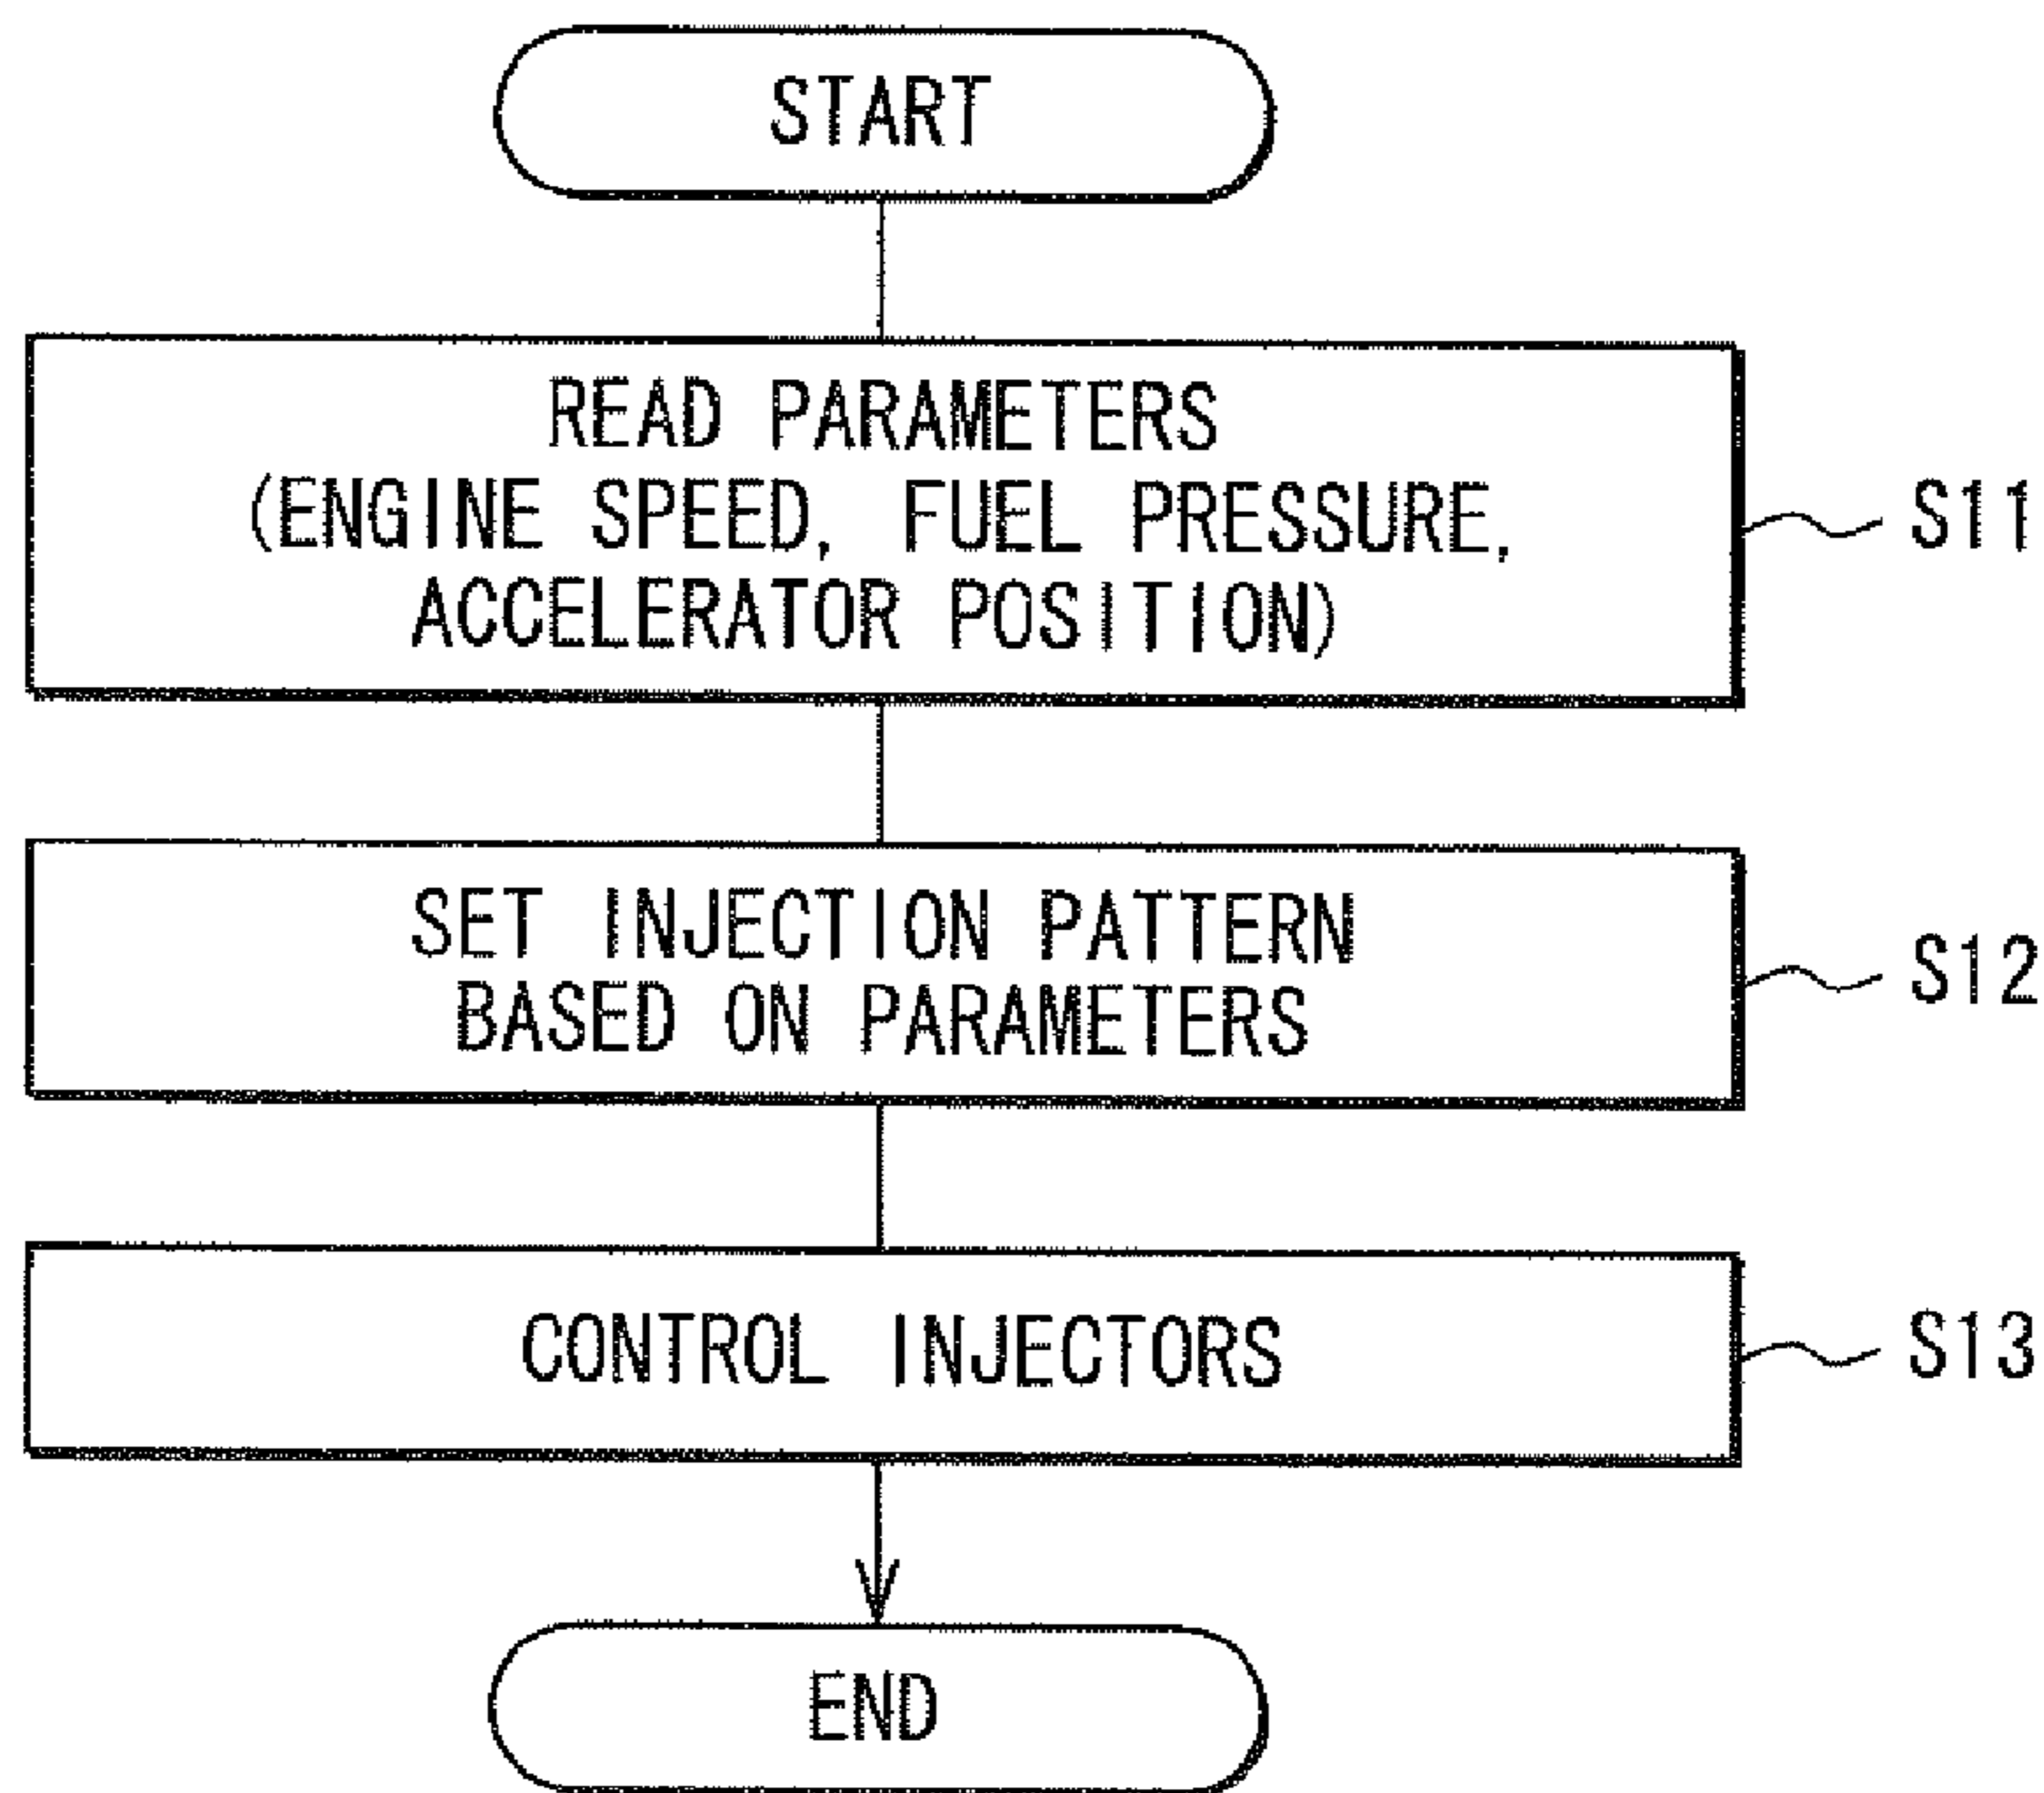 START
READ PARAMETERS
(ENGINE SPEED, FUEL PRESSURE,
ACCELERATOR POSITION)
S11
SET INJECTION PATTERN
BASED ON PARAMETERS
S12
CONTROL INJECTORS
S13
END